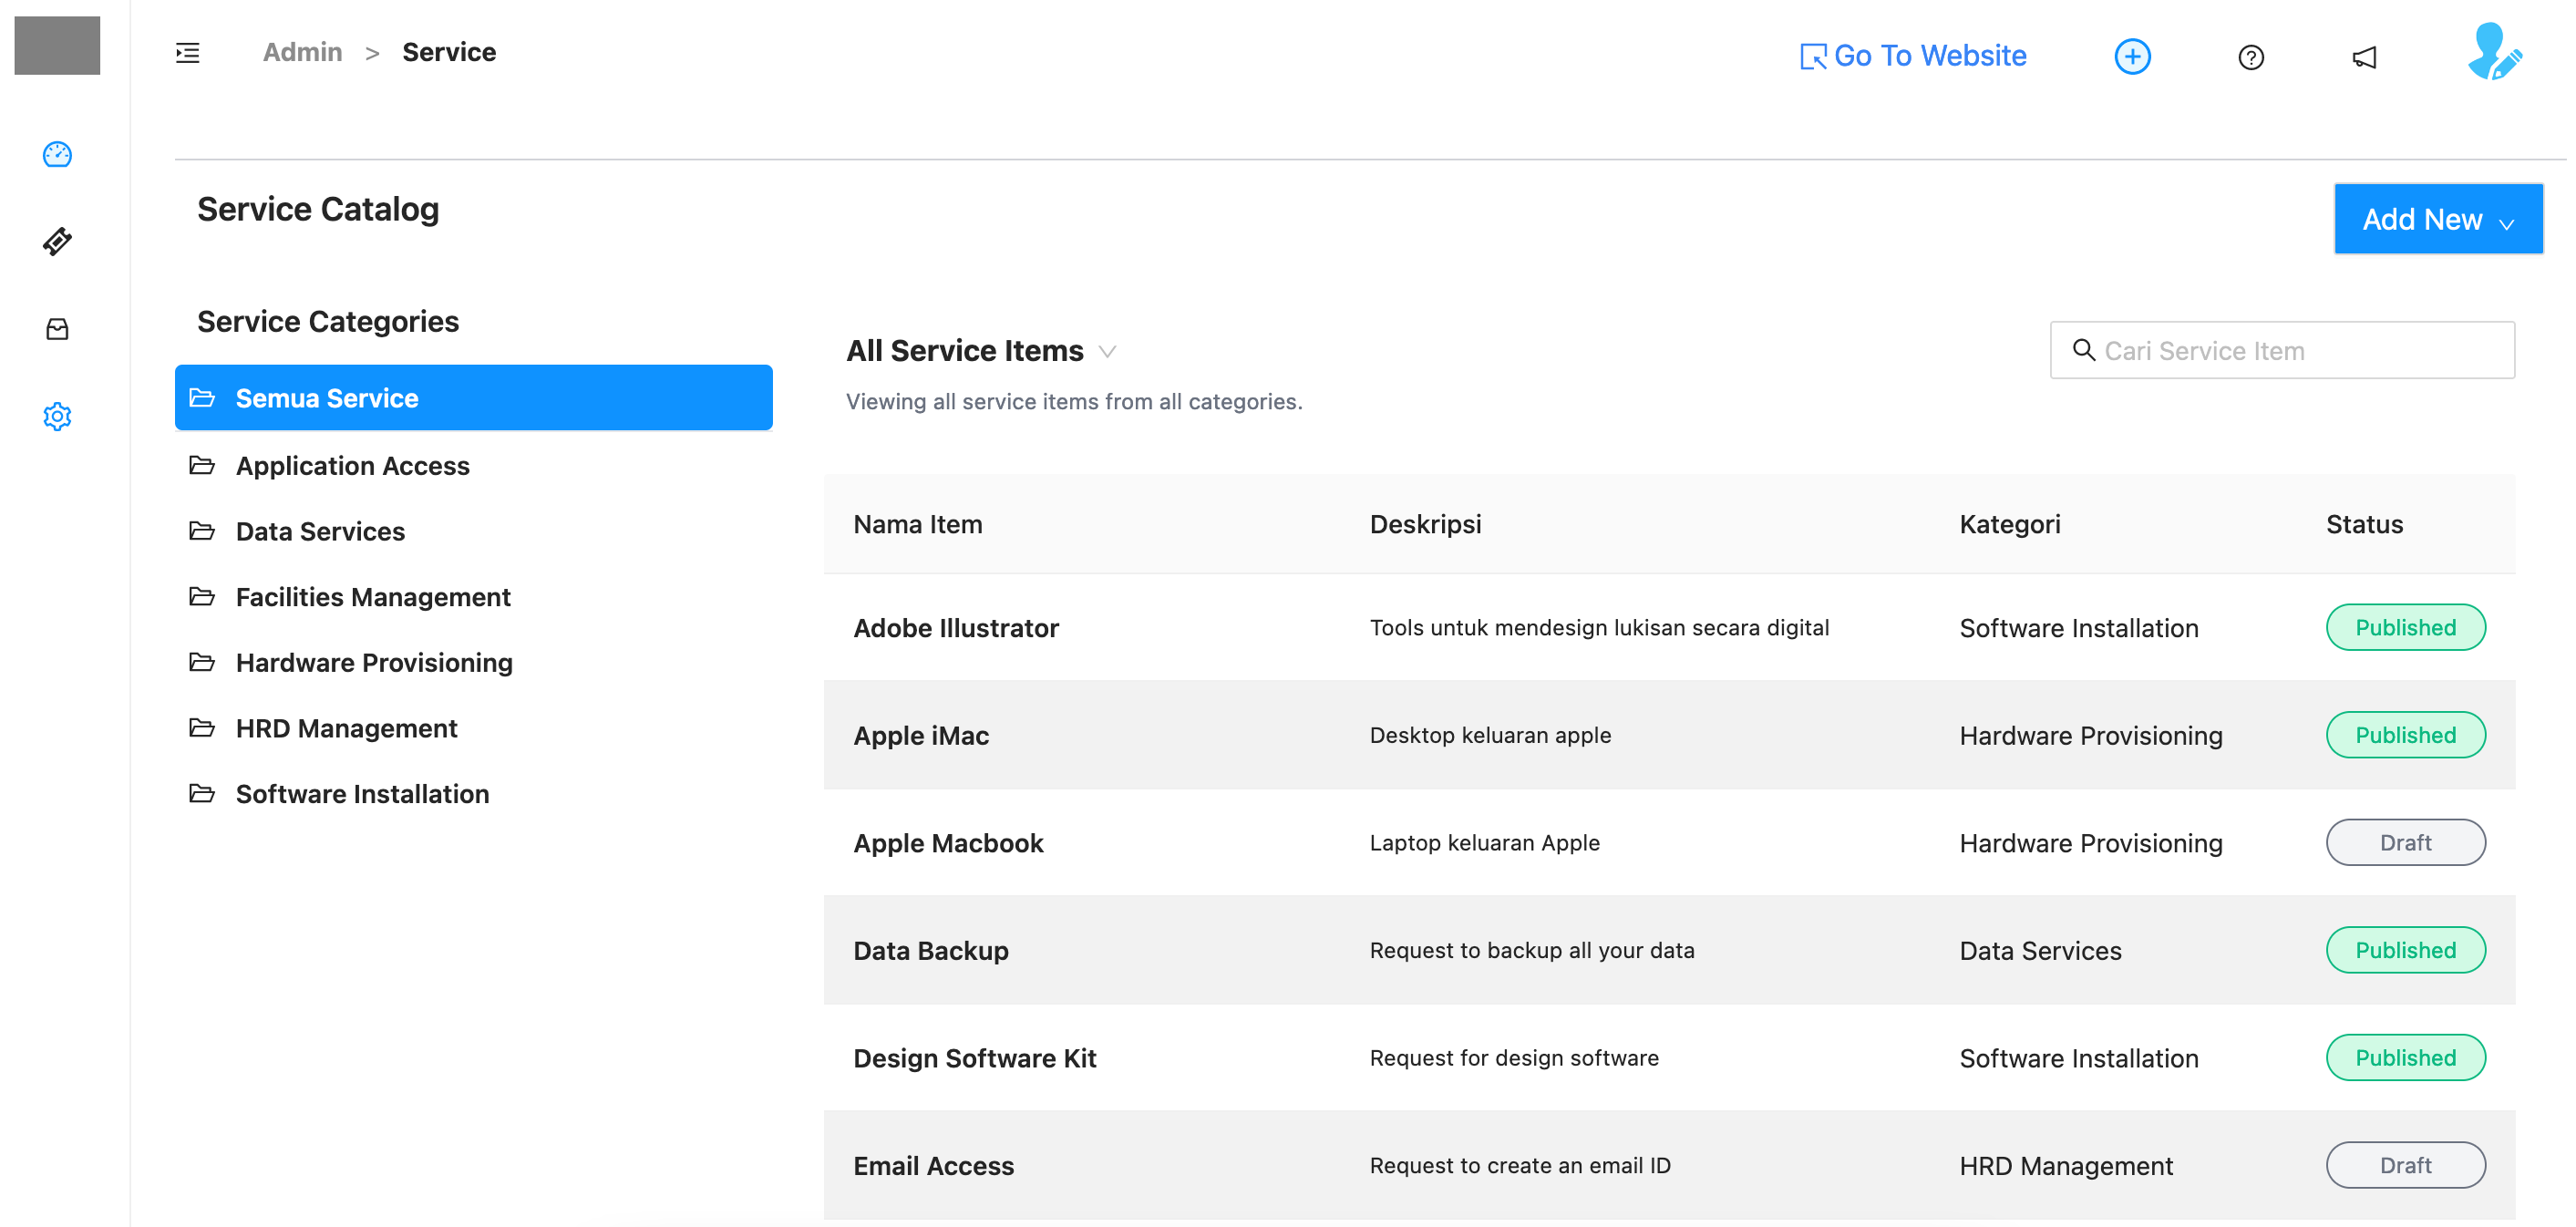 Admin > Service
Go To Website
Service Catalog
Add New
Service Categories
Semua Service
Application Access
Data Services
Facilities Management
Hardware Provisioning
HRD Management
Software Installation
All Service Items
Cari Service Item
Viewing all service items from all categories.
Nama Item Deskripsi Kategori Status
Adobe Illustrator Tools untuk mendesign lukisan secara digital Software Installation Published
Apple iMac Desktop keluaran apple Hardware Provisioning Published
Apple Macbook Laptop keluaran Apple Hardware Provisioning Draft
Data Backup Request to backup all your data Data Services Published
Design Software Kit Request for design software Software Installation Published
Email Access Request to create an email ID HRD Management Draft